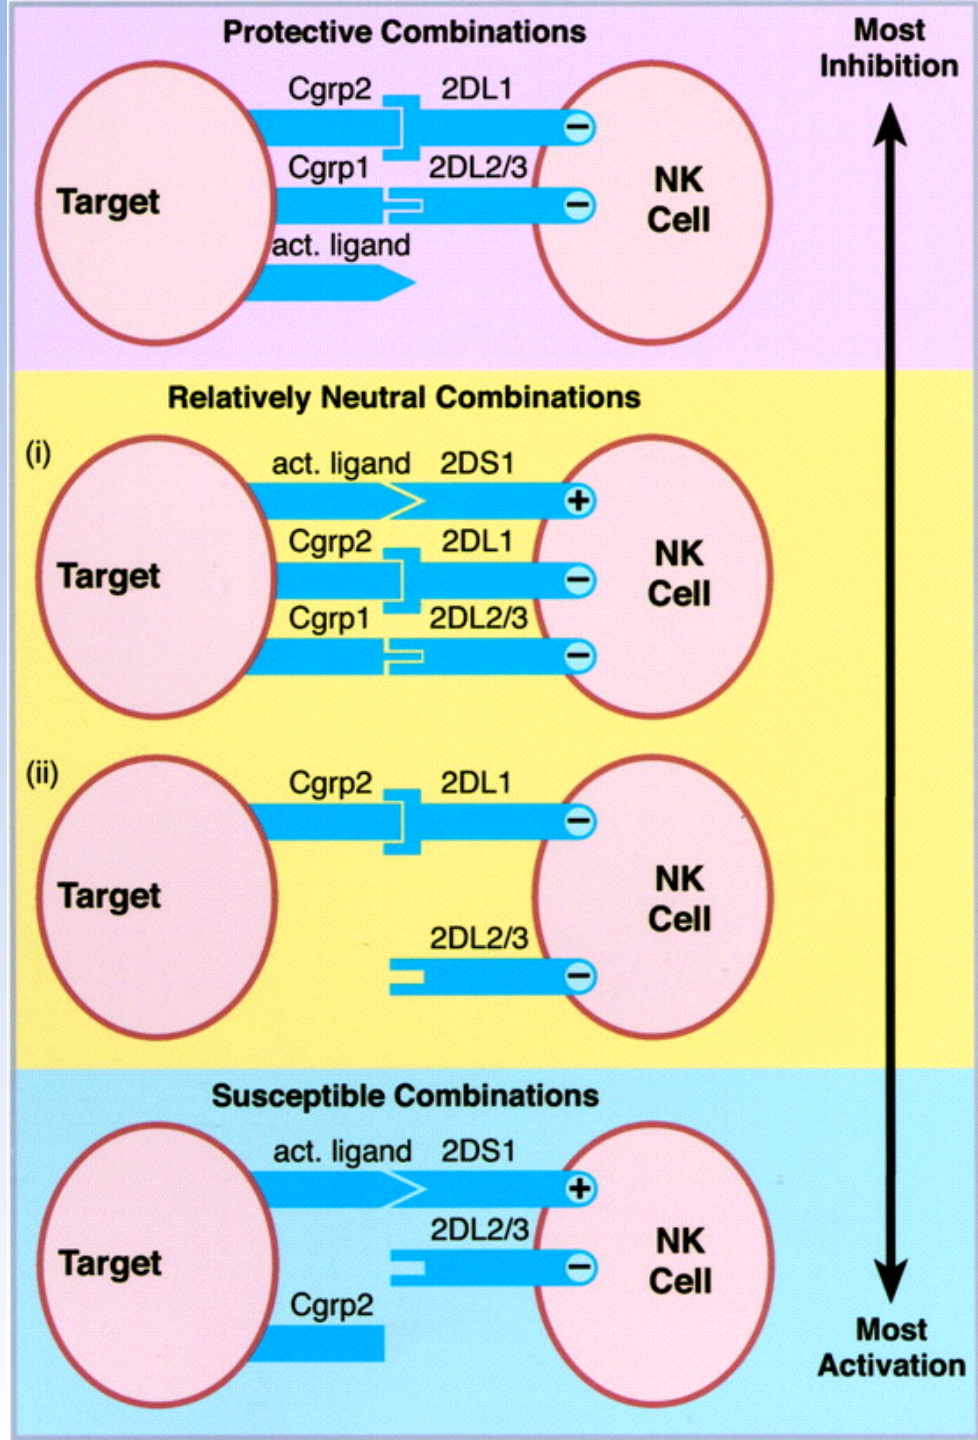 Protective Combinations
Most
Inhibition
Cgrp2
2DL1
−
Cgrp1
2DL2/3
−
act. ligand
Target
NK
Cell
Relatively Neutral Combinations
(i)
act. ligand
2DS1
+
Cgrp2
2DL1
−
Cgrp1
2DL2/3
−
Target
NK
Cell
(ii)
Cgrp2
2DL1
−
2DL2/3
−
Target
NK
Cell
Susceptible Combinations
act. ligand
2DS1
+
2DL2/3
−
Cgrp2
Target
NK
Cell
Most
Activation